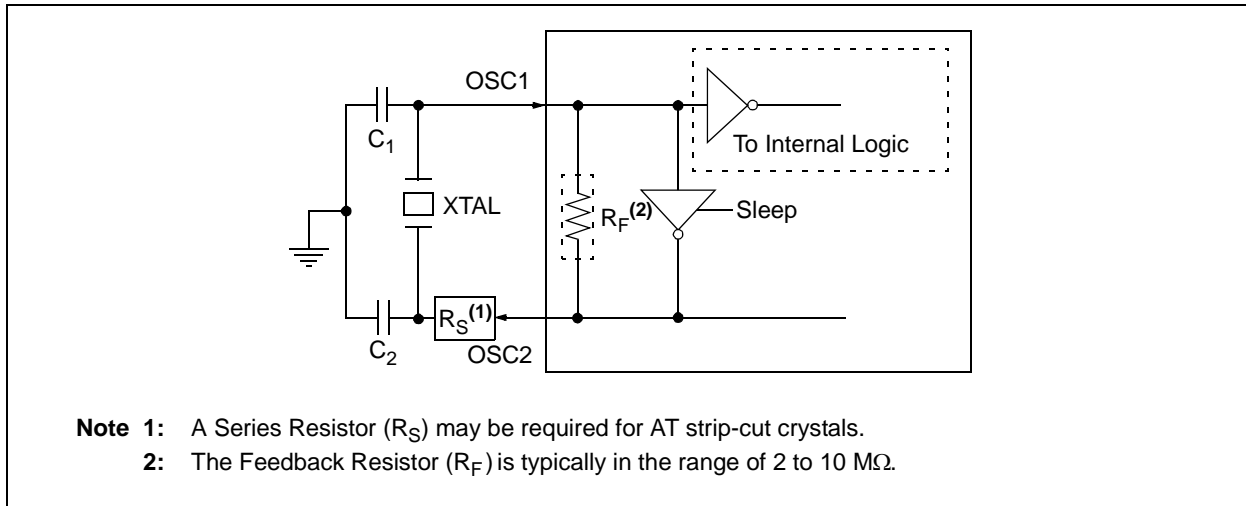 OSC1
C1
To Internal Logic
XTAL
RF(2)
Sleep
RS(1)
C2
OSC2
Note 1: A Series Resistor (RS) may be required for AT strip-cut crystals.
2: The Feedback Resistor (RF) is typically in the range of 2 to 10 MΩ.